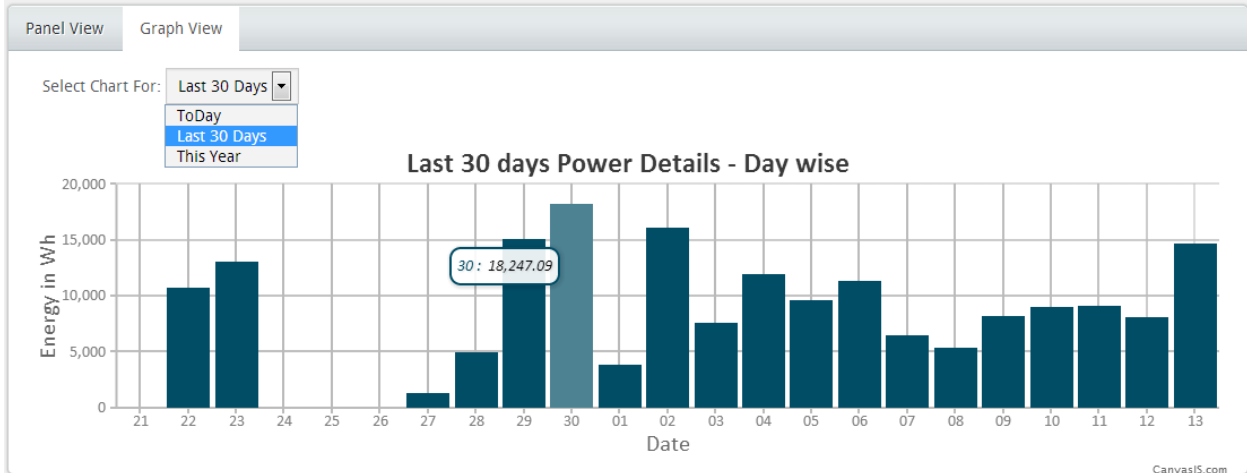 Panel View Graph View
Select Chart For: Last 30 Days
ToDay
Last 30 Days
This Year
Last 30 days Power Details - Day wise
Energy in Wh
20,000
15,000
10,000
5,000
0
30 : 18,247.09
21 22 23 24 25 26 27 28 29 30 01 02 03 04 05 06 07 08 09 10 11 12 13
Date
CanvasJS.com